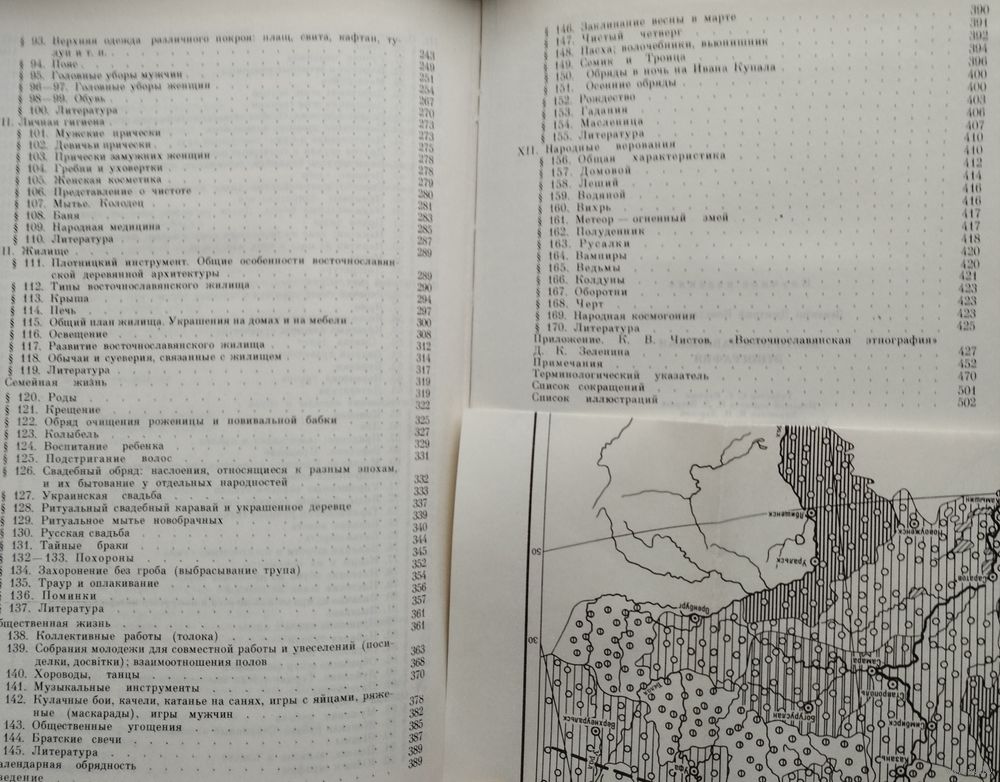 § 93. Верхняя одежда различного покроя: плащ, свита, кафтан, ту-
луп и т. п. 243
§ 94. Пояс 249
§ 95. Головные уборы мужчин 251
§ 96—97. Головные уборы женщин 254
§ 98—99. Обувь 267
§ 100. Литература 270
II. Личная гигиена 273
§ 101. Мужские прически 273
§ 102. Девичьи прически 275
§ 103. Прически замужних женщин 278
§ 104. Гребни и уховертки 278
§ 105. Женская косметика 279
§ 106. Представление о чистоте 280
§ 107. Мытье. Колодец 281
§ 108. Баня 283
§ 109. Народная медицина 285
§ 110. Литература 287
II. Жилище 289
§ 111. Плотницкий инструмент. Общие особенности восточнославян-
ской деревянной архитектуры 289
§ 112. Типы восточнославянского жилища 290
§ 113. Крыша 294
§ 114. Печь 297
§ 115. Общий план жилища. Украшения на домах и на мебели 300
§ 116. Освещение 308
§ 117. Развитие восточнославянского жилища 312
§ 118. Обычаи и суеверия, связанные с жилищем 314
§ 119. Литература 317
Семейная жизнь 319
§ 120. Роды 319
§ 121. Крещение 322
§ 122. Обряд очищения роженицы и повивальной бабки 325
§ 123. Колыбель 327
§ 124. Воспитание ребенка 329
§ 125. Подстригание волос 331
§ 126. Свадебный обряд: наслоения, относящиеся к разным эпохам,
и их бытование у отдельных народностей 332
§ 127. Украинская свадьба 333
§ 128. Ритуальный свадебный каравай и украшенное деревце 337
§ 129. Ритуальное мытье новобрачных 339
§ 130. Русская свадьба 340
§ 131. Тайные браки 344
§ 132—133. Похороны 345
§ 134. Захоронение без гроба (выбрасывание трупа) 352
§ 135. Траур и оплакивание 354
§ 136. Поминки 356
§ 137. Литература 357
бщественная жизнь 361
138. Коллективные работы (толока) 361
139. Собрания молодежи для совместной работы и увеселений (поси-
делки, досвітки); взаимоотношения полов 363
140. Хороводы, танцы 368
141. Музыкальные инструменты 370
142. Кулачные бои, качели, катанье на санях, игры с яйцами, ряже-
ные (маскарады), игры мужчин 378
143. Общественные угощения 382
144. Братские свечи 385
145. Литература 387
алендарная обрядность 389
ведение 389
390
§ 146. Заклинание весны в марте 391
§ 147. Чистый четверг 392
§ 148. Пасха; волочебники, вьюнишник 394
§ 149. Семик и Троица 396
§ 150. Обряды в ночь на Ивана Купала 400
§ 151. Осенние обряды 400
§ 152. Рождество 403
§ 153. Гадания 406
§ 154. Масленица 407
§ 155. Литература 410
XII. Народные верования 410
§ 156. Общая характеристика 412
§ 157. Домовой 414
§ 158. Леший 416
§ 159. Водяной 416
§ 160. Вихрь 417
§ 161. Метеор — огненный змей 417
§ 162. Полуденник 418
§ 163. Русалки 420
§ 164. Вампиры 420
§ 165. Ведьмы 421
§ 166. Колдуны 423
§ 167. Оборотни 423
§ 168. Черт 423
§ 169. Народная космогония 425
§ 170. Литература
Приложение. К. В. Чистов. «Восточнославянская этнография»
Д. К. Зеленина 427
Примечания 452
Терминологический указатель 470
Список сокращений 501
Список иллюстраций 502
50
30
Уральск
Новоузенск
Камышин
Саратов
Оренбург
Самара
Ставрополь
Бугуруслан
Симбирск
Верхнеуральск
Казань
Уфа